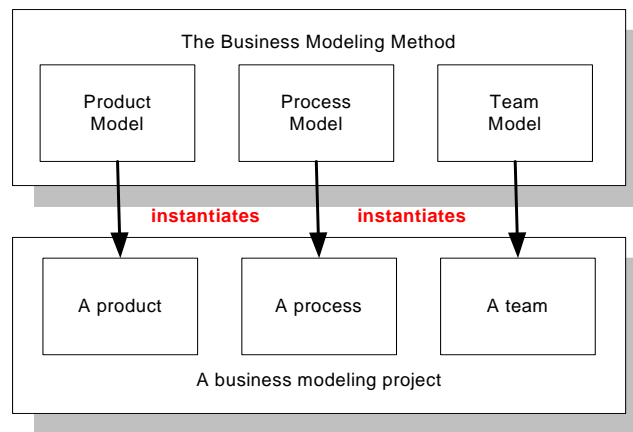 The Business Modeling Method
Product
Model
Process
Model
Team
Model
instantiates
instantiates
A product
A process
A team
A business modeling project